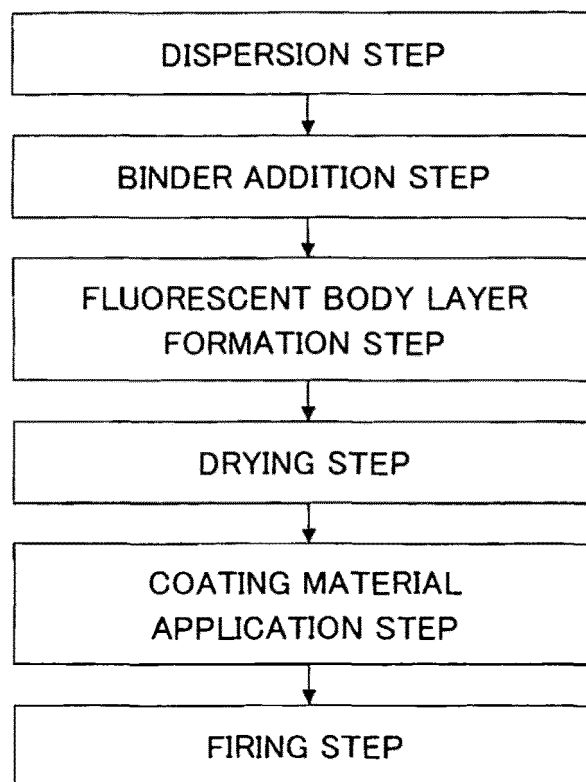 DISPERSION STEP
BINDER ADDITION STEP
FLUORESCENT BODY LAYER
FORMATION STEP
DRYING STEP
COATING MATERIAL
APPLICATION STEP
FIRING STEP